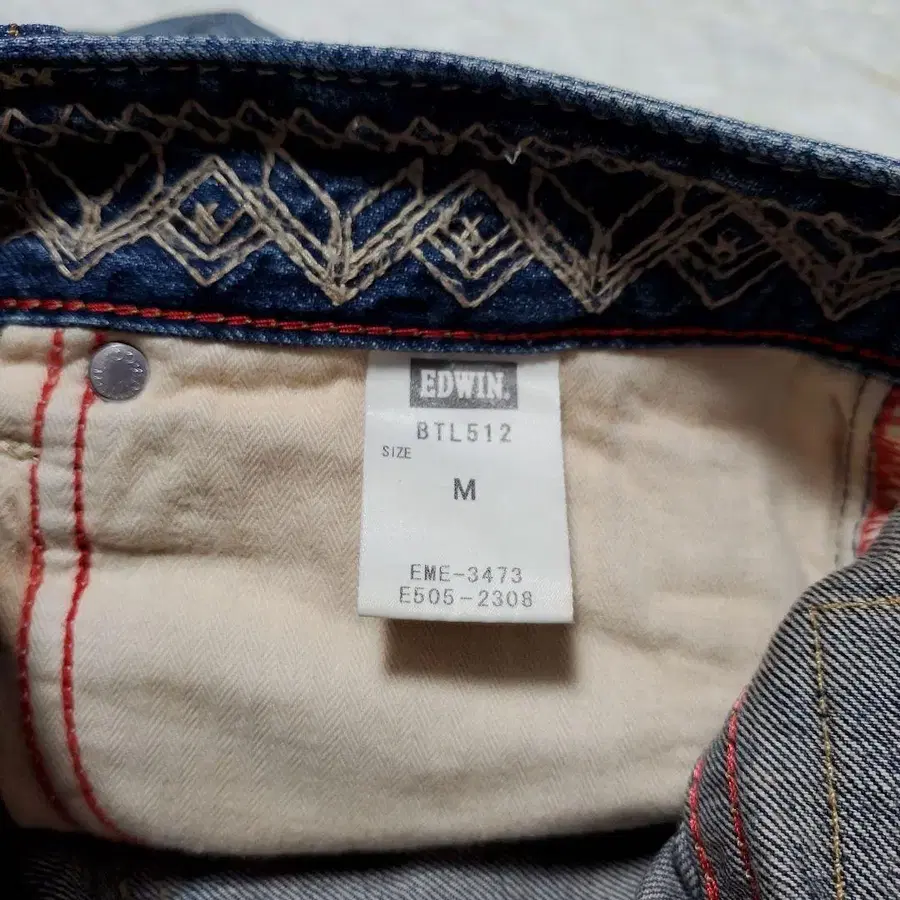 EDWIN.
BTL512
SIZE
M
EME-3473
E505-2308